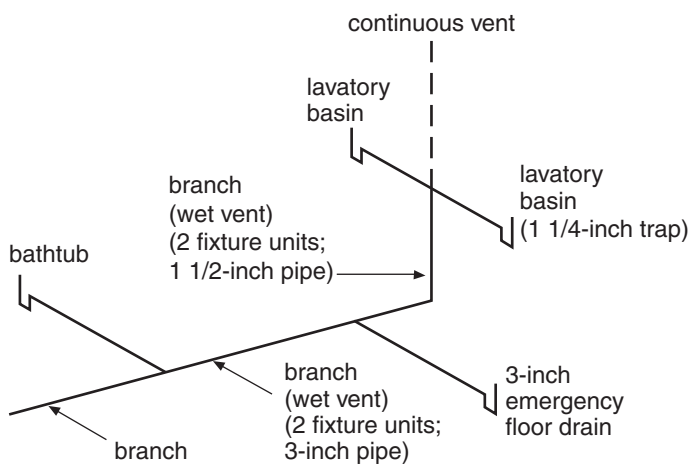 continuous vent
lavatory
basin
lavatory
basin
(1 1/4-inch trap)
branch
(wet vent)
(2 fixture units;
1 1/2-inch pipe)
bathtub
branch
(wet vent)
(2 fixture units;
3-inch pipe)
3-inch
emergency
floor drain
branch